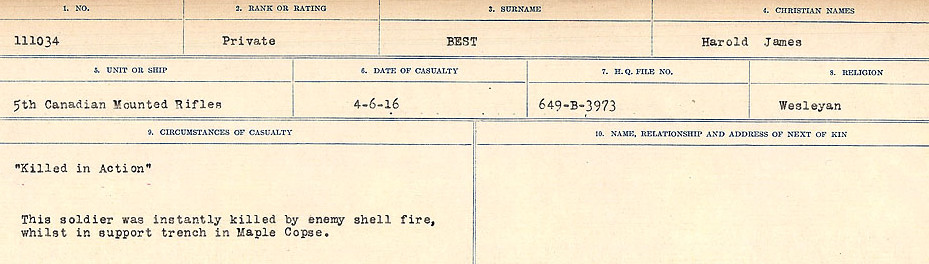 1. NO. 2. RANK OR RATING 3. SURNAME 4. CHRISTIAN NAMES
111034 Private BEST Harold James
5. UNIT OR SHIP 6. DATE OF CASUALTY 7. H.Q. FILE NO. 8. RELIGION
5th Canadian Mounted Rifles 4-6-16 649-B-3973 Wesleyan
9. CIRCUMSTANCES OF CASUALTY 10. NAME, RELATIONSHIP AND ADDRESS OF NEXT OF KIN
"Killed in Action"
This soldier was instantly killed by enemy shell fire,
whilst in support trench in Maple Copse.